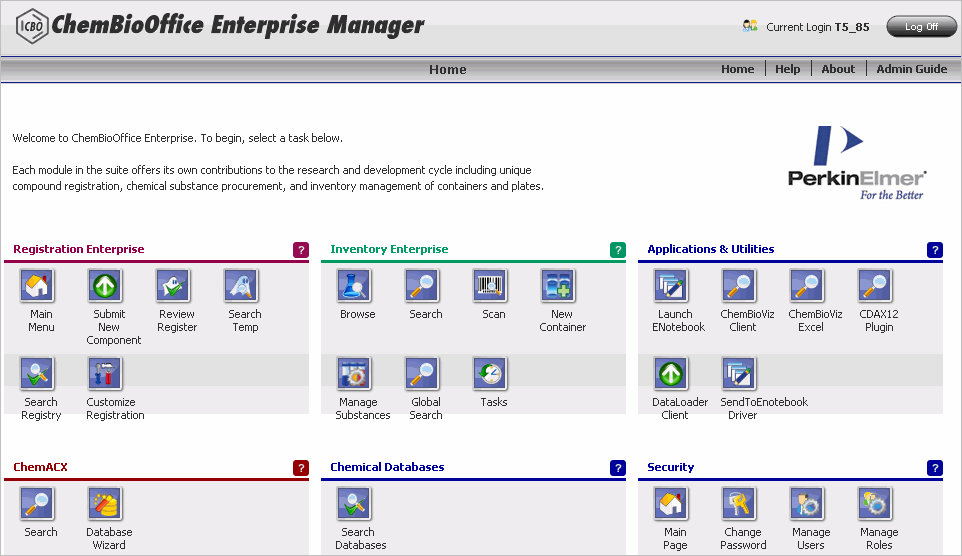 ICBO ChemBioOffice Enterprise Manager
Current Login T5_85
Log Off
Home
Home Help About Admin Guide
Welcome to ChemBioOffice Enterprise. To begin, select a task below.
Each module in the suite offers its own contributions to the research and development cycle including unique
compound registration, chemical substance procurement, and inventory management of containers and plates.
PerkinElmer
For the Better
Registration Enterprise ?
Main
Menu
Submit
New
Component
Review
Register
Search
Temp
Search
Registry
Customize
Registration
Inventory Enterprise ?
Browse
Search
Scan
New
Container
Manage
Substances
Global
Search
Tasks
Applications & Utilities ?
Launch
ENotebook
ChemBioViz
Client
ChemBioViz
Excel
CDAX12
Plugin
DataLoader
Client
SendToEnotebook
Driver
ChemACX ?
Search
Database
Wizard
Chemical Databases ?
Search
Databases
Security ?
Main
Page
Change
Password
Manage
Users
Manage
Roles